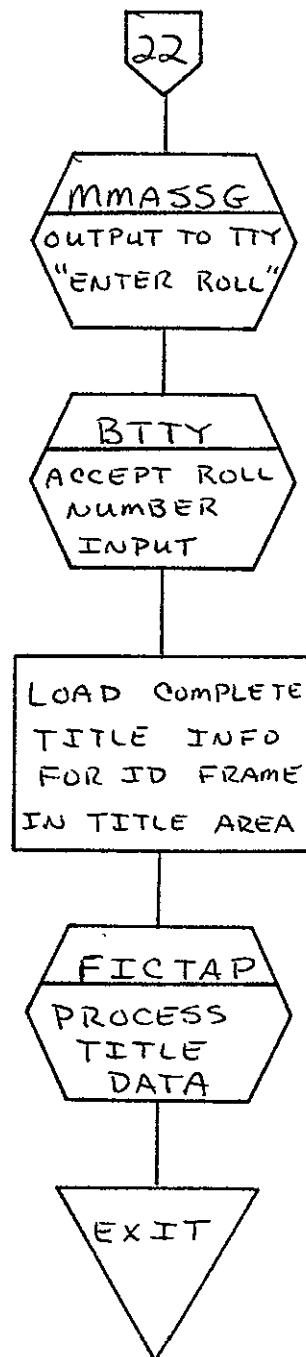 22
MMASSG
OUTPUT TO TTY
"ENTER ROLL"
BTTY
ACCEPT ROLL
NUMBER
INPUT
LOAD COMPLETE
TITLE INFO
FOR ID FRAME
IN TITLE AREA
FICTAP
PROCESS
TITLE
DATA
EXIT